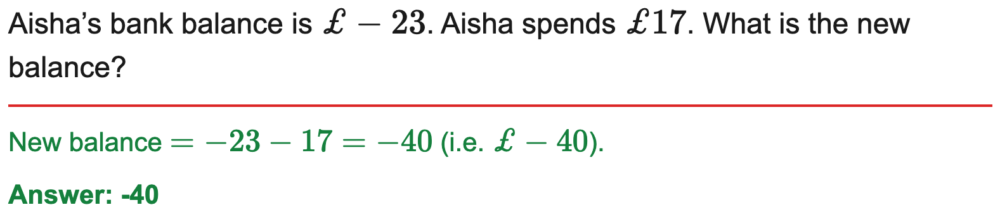 Aisha’s bank balance is £ − 23. Aisha spends £17. What is the new
balance?
New balance = −23 − 17 = −40 (i.e. £ − 40).
Answer: -40